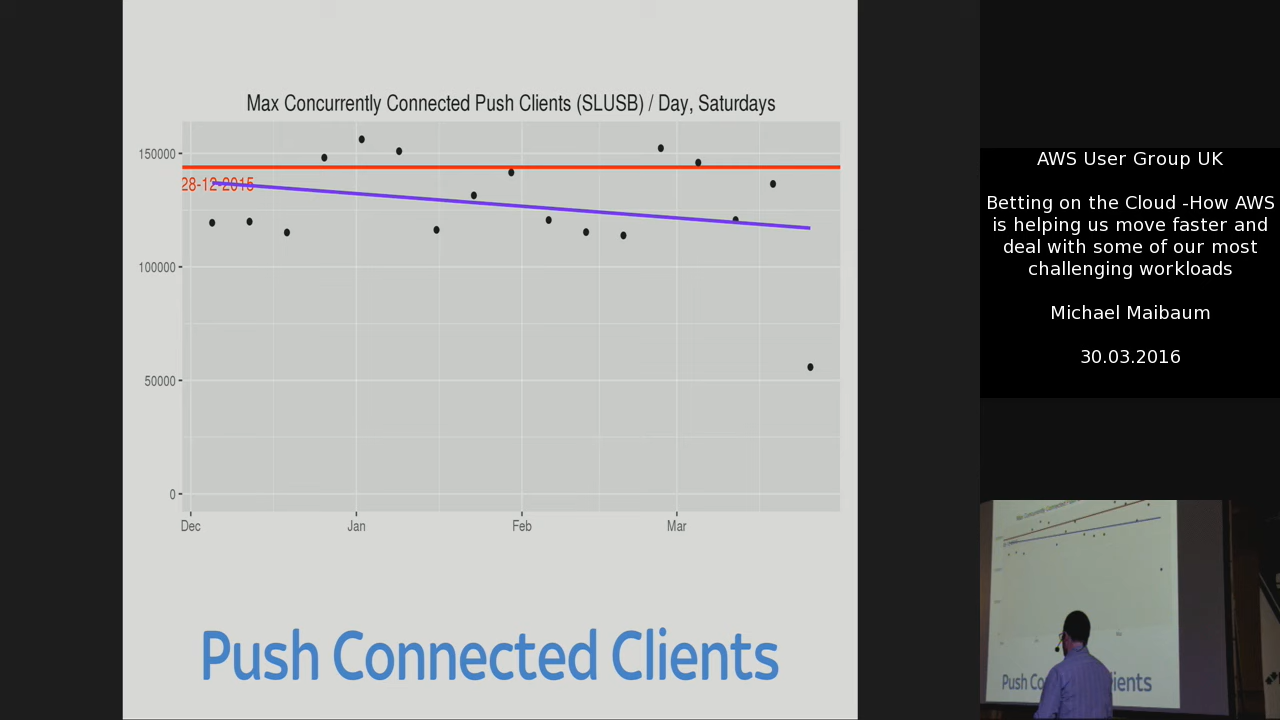 Max Concurrently Connected Push Clients (SLUSB) / Day, Saturdays
150000
28-12-2015
100000
50000
0
Dec Jan Feb Mar
Push Connected Clients
AWS User Group UK
Betting on the Cloud -How AWS
is helping us move faster and
deal with some of our most
challenging workloads
Michael Maibaum
30.03.2016